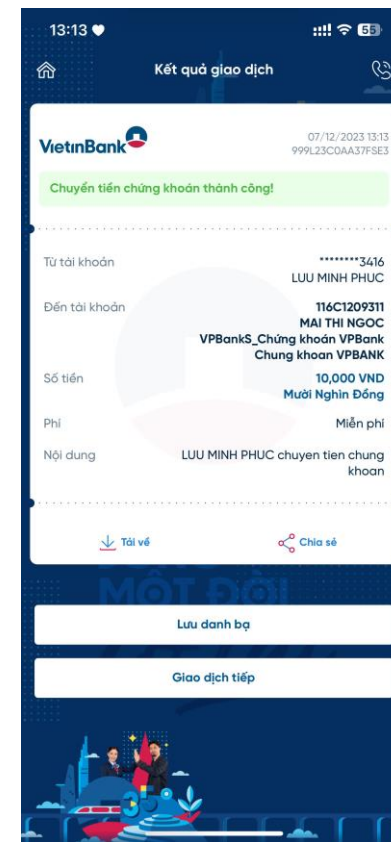 13:13
55
Kết quả giao dịch
VietinBank
07/12/2023 13:13
999L23C0AA37FSE3
Chuyển tiền chứng khoán thành công!
Từ tài khoản
********3416
LUU MINH PHUC
Đến tài khoản
116C1209311
MAI THI NGOC
VPBankS_Chứng khoán VPBank
Chung khoan VPBANK
Số tiền
10,000 VND
Mười Nghìn Đồng
Phí
Miễn phí
Nội dung
LUU MINH PHUC chuyen tien chung
khoan
Tải về
Chia sẻ
MỘT ĐỜI
Lưu danh bạ
Giao dịch tiếp
35